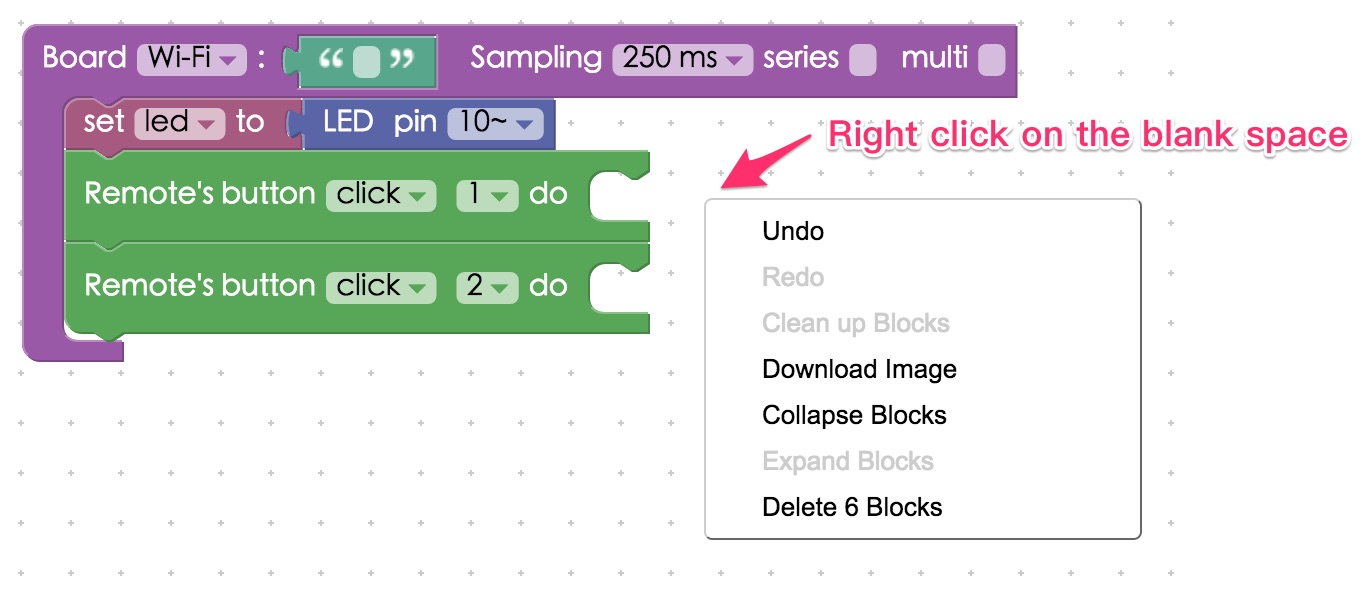 Board Wi-Fi : “ ” Sampling 250 ms series multi
set led to LED pin 10~
Right click on the blank space
Remote's button click 1 do
Remote's button click 2 do
Undo
Redo
Clean up Blocks
Download Image
Collapse Blocks
Expand Blocks
Delete 6 Blocks